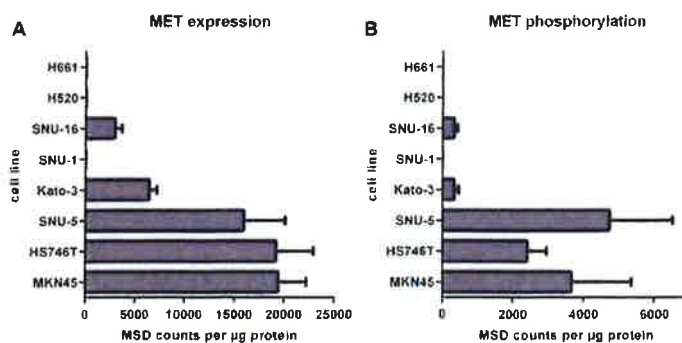 A
MET expression
cell line
H661
H520
SNU-16
SNU-1
Kato-3
SNU-5
HS746T
MKN45
0
5000
10000
15000
20000
25000
MSD counts per µg protein
B
MET phosphorylation
cell line
H661
H520
SNU-16
SNU-1
Kato-3
SNU-5
HS746T
MKN45
0
2000
4000
6000
MSD counts per µg protein